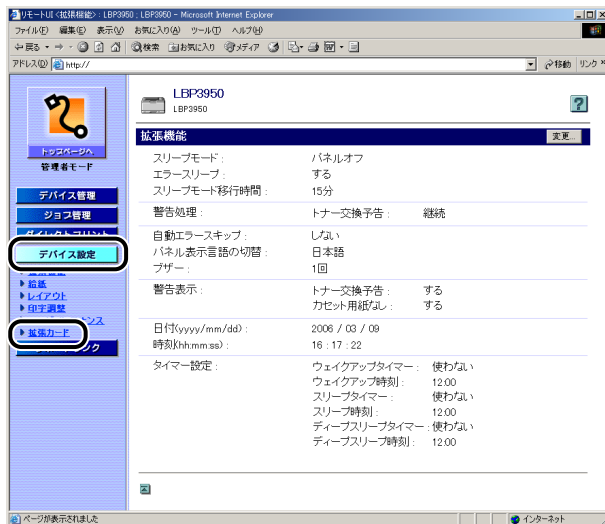 リモートUI <拡張機能> : LBP3950 ; LBP3950 - Microsoft Internet Explorer
ファイル(F) 編集(E) 表示(V) お気に入り(A) ツール(T) ヘルプ(H)
戻る 検索 お気に入り メディア
アドレス(D) http:// 移動 リンク »
LBP3950
LBP3950
トップページへ
管理者モード
デバイス管理
ジョブ管理
ダイレクトプリント
デバイス設定
給紙
レイアウト
印字調整
ンス
拡張カード
ク
拡張機能 変更...
スリープモード : パネルオフ
エラースリープ : する
スリープモード移行時間 : 15分
警告処理 : トナー交換予告 : 継続
自動エラースキップ : しない
パネル表示言語の切替 : 日本語
ブザー : 1回
警告表示 : トナー交換予告 : する
カセット用紙なし : する
日付(yyyy/mm/dd) : 2006 / 03 / 09
時刻(hh:mm:ss) : 16 : 17 : 22
タイマー設定 : ウェイクアップタイマー : 使わない
ウェイクアップ時刻 : 12:00
スリープタイマー : 使わない
スリープ時刻 : 12:00
ディープスリープタイマー : 使わない
ディープスリープ時刻 : 12:00
ページが表示されました インターネット